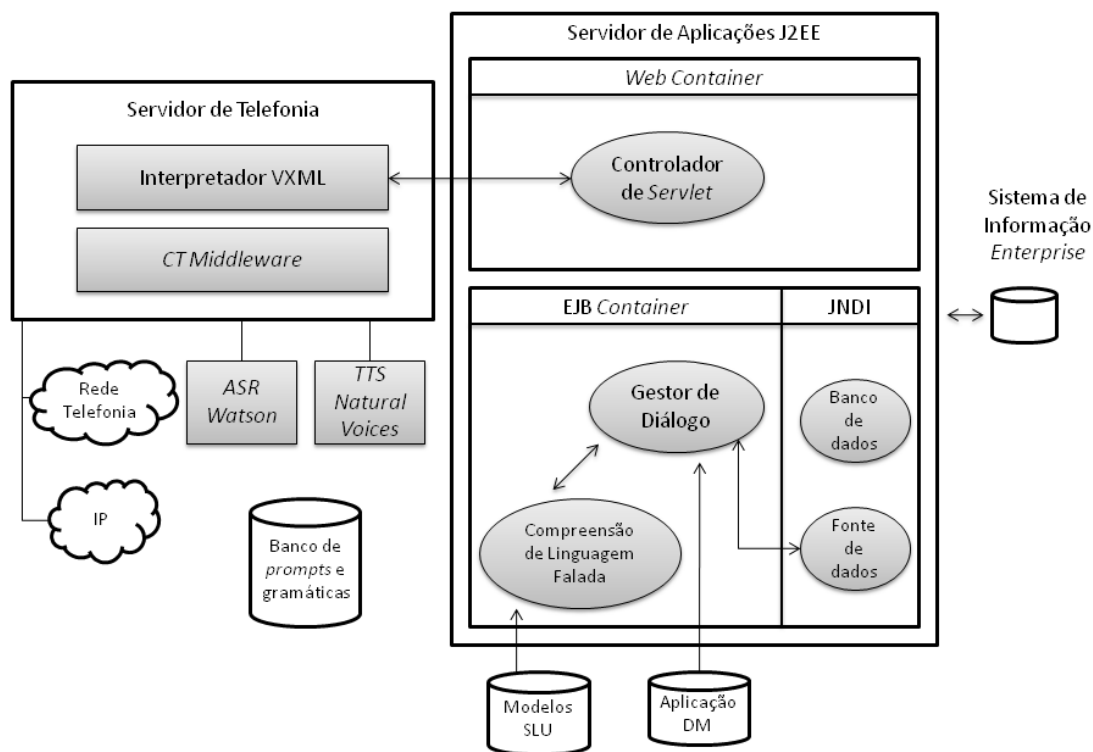 Servidor de Aplicações J2EE
Web Container
Controlador
de Servlet
Servidor de Telefonia
Interpretador VXML
CT Middleware
Rede
Telefonia
IP
ASR
Watson
TTS
Natural
Voices
Banco de
prompts e
gramáticas
EJB Container
JNDI
Gestor de
Diálogo
Compreensão
de Linguagem
Falada
Banco
de
dados
Fonte
de
dados
Sistema de
Informação
Enterprise
Modelos
SLU
Aplicação
DM